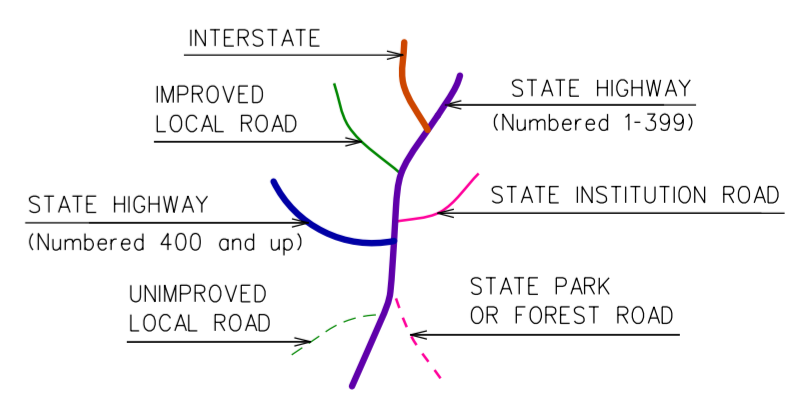 INTERSTATE
STATE HIGHWAY
(Numbered 1-399)
IMPROVED
LOCAL ROAD
STATE INSTITUTION ROAD
STATE HIGHWAY
(Numbered 400 and up)
STATE PARK
OR FOREST ROAD
UNIMPROVED
LOCAL ROAD